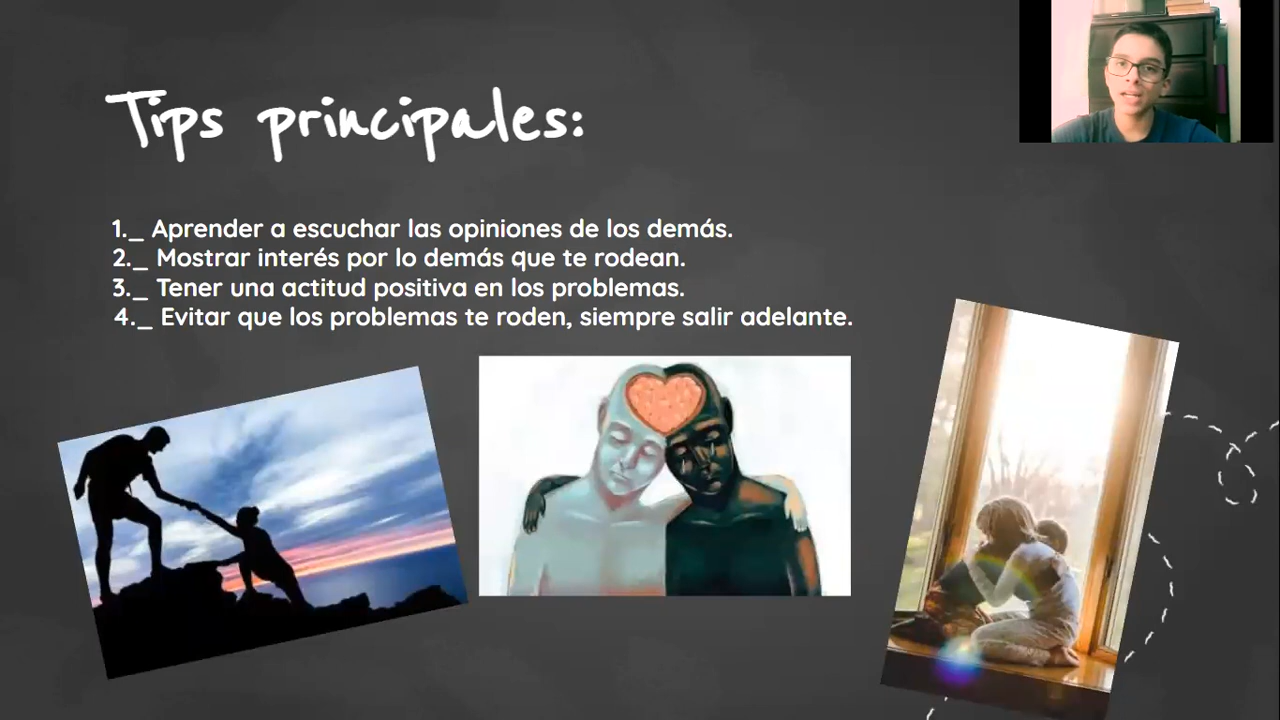 Tips principales:
1._ Aprender a escuchar las opiniones de los demás.
2._ Mostrar interés por lo demás que te rodean.
3._ Tener una actitud positiva en los problemas.
4._ Evitar que los problemas te roden, siempre salir adelante.